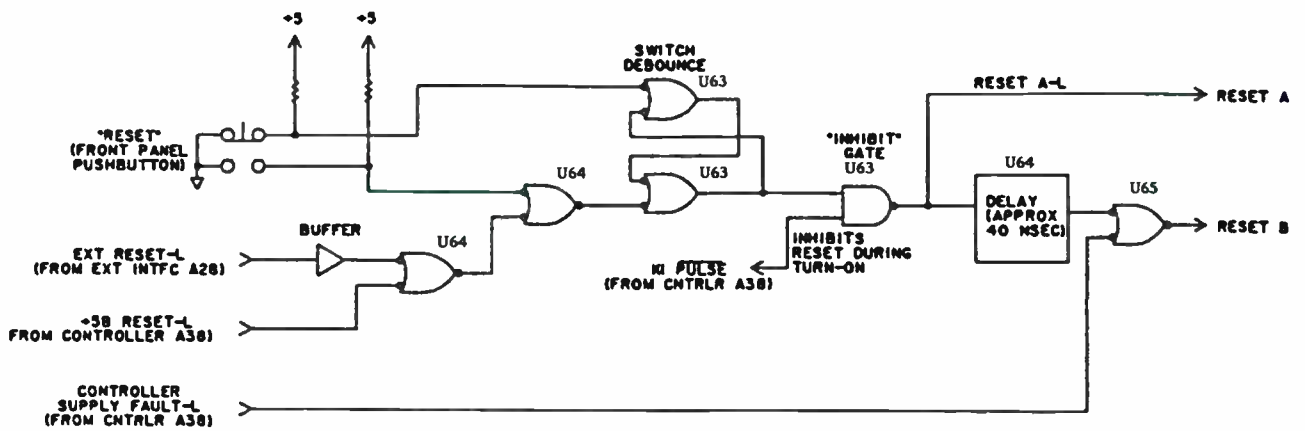 +5
+5
SWITCH
DEBOUNCE
U63
RESET A-L
RESET A
"RESET"
(FRONT PANEL
PUSHBUTTON)
"INHIBIT"
GATE
U63
U64
U63
U64
U65
DELAY
(APPROX
40 NSEC)
RESET B
BUFFER
U64
EXT RESET-L
(FROM EXT INTFC A28)
INHIBITS
RESET DURING
TURN-ON
K1 PULSE
(FROM CNTRLR A38)
+5B RESET-L
FROM CONTROLLER A38)
CONTROLLER
SUPPLY FAULT-L
(FROM CNTRLR A38)